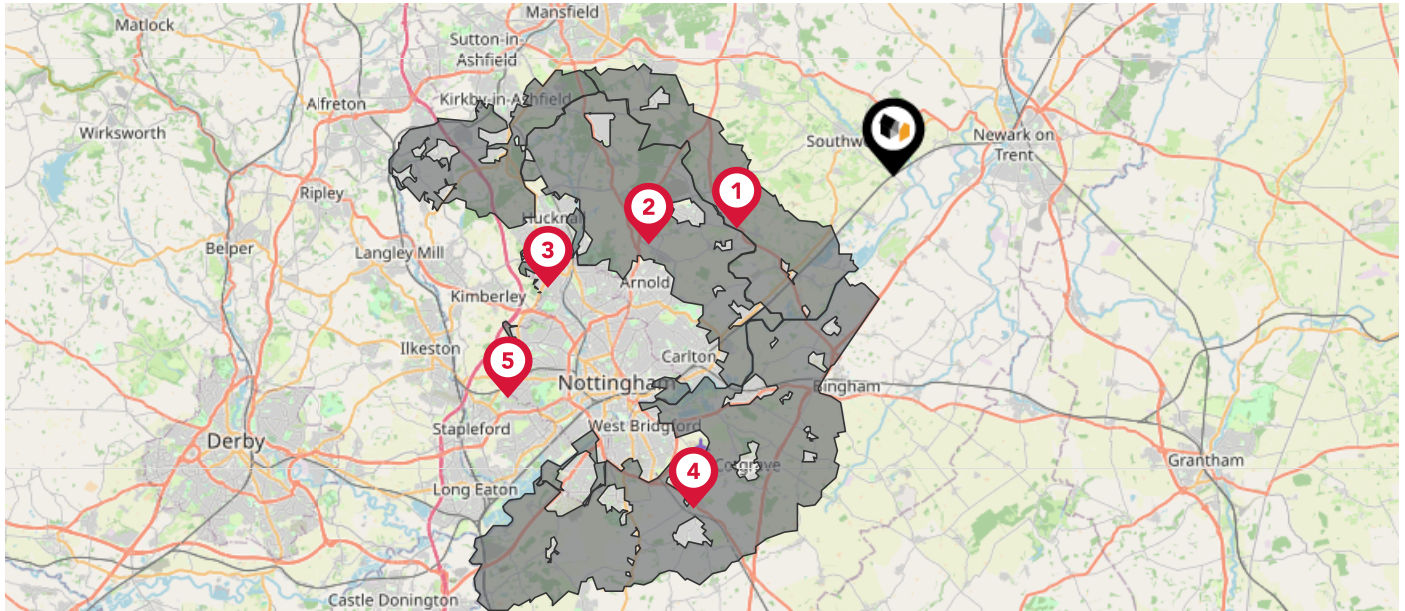 Mansfield
Matlock
Sutton-in-
Ashfield
Alfreton
Kirkby-in-Ashfield
Wirksworth
Southw
Newark on
Trent
1
Ripley
2
Hucknal
Belper
Langley Mill
3
Arnold
Kimberley
Ilkeston
5
Carlton
Nottingham
Bingham
Stapleford
West Bridgford
Derby
4
Cotgrave
Grantham
Long Eaton
Castle Donington